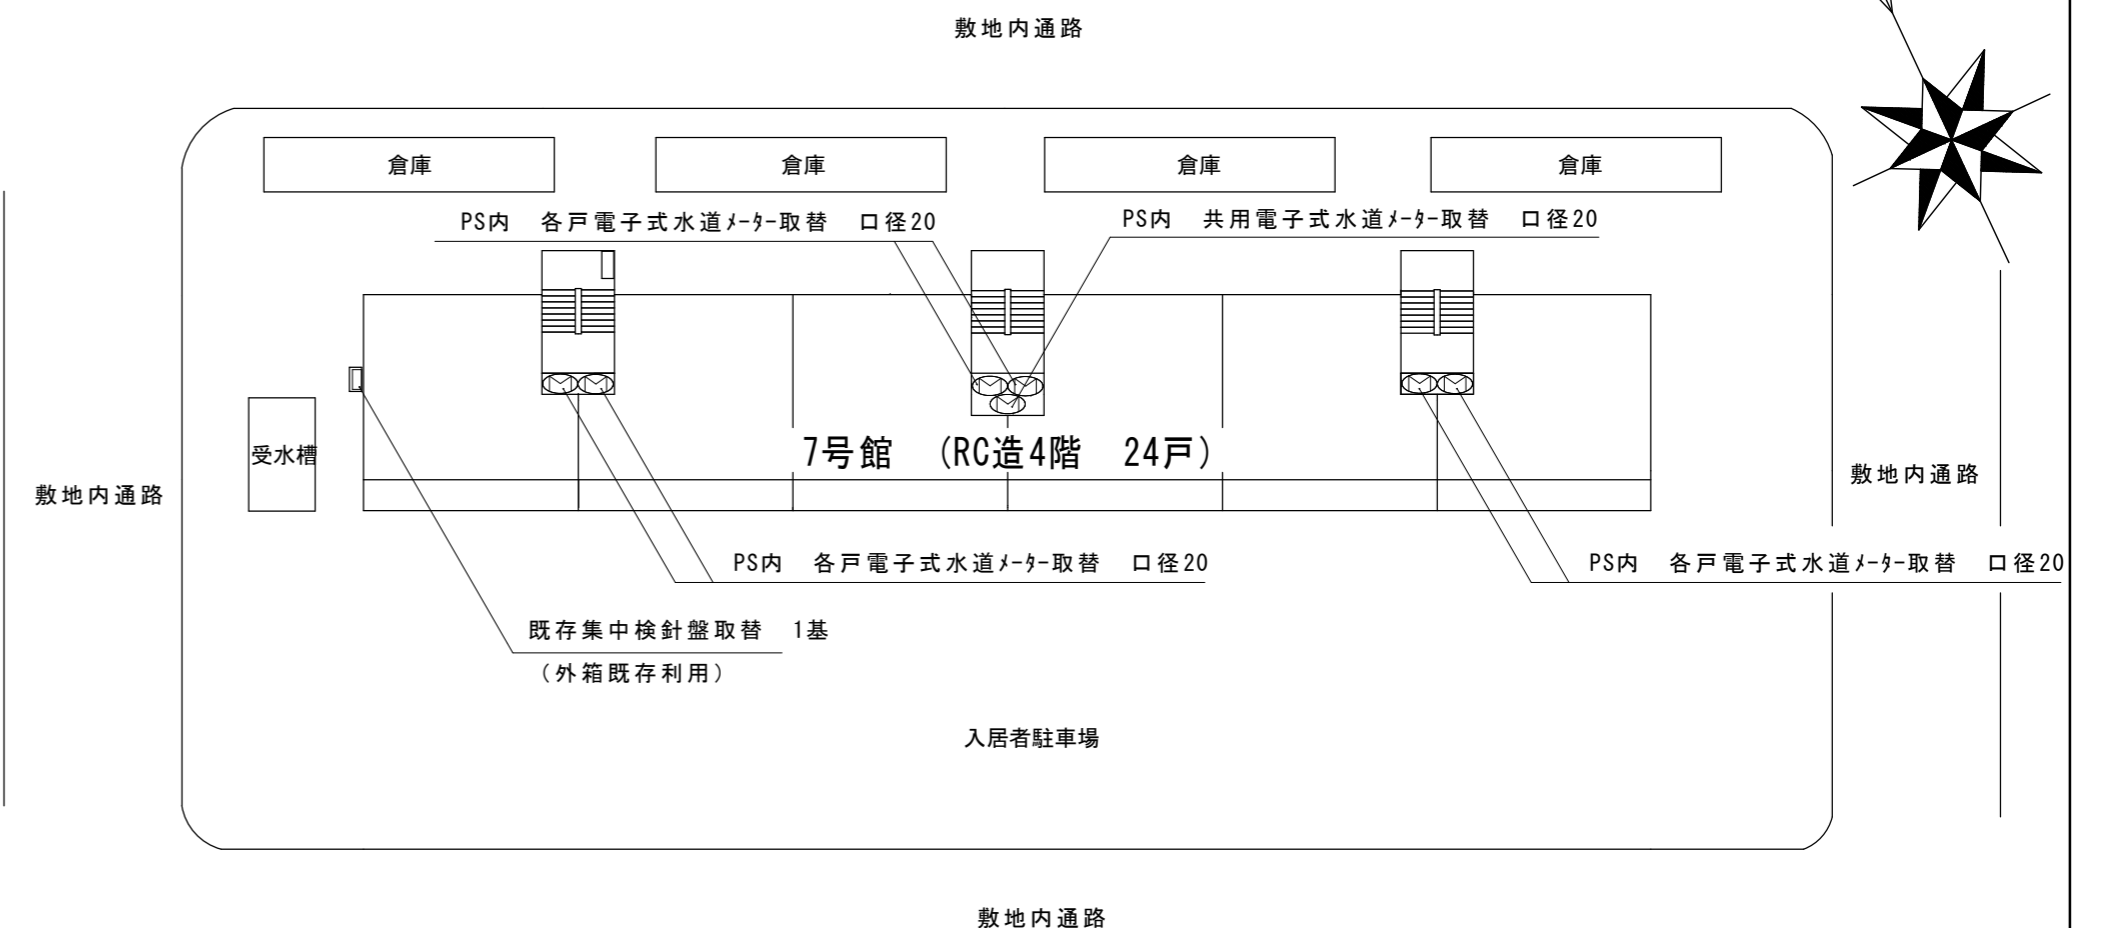 敷地内通路
倉庫
倉庫
倉庫
倉庫
PS内　各戸電子式水道ﾒｰﾀｰ取替　口径20
PS内　共用電子式水道ﾒｰﾀｰ取替　口径20
受水槽
7号館　（RC造4階　24戸）
敷地内通路
敷地内通路
PS内　各戸電子式水道ﾒｰﾀｰ取替　口径20
PS内　各戸電子式水道ﾒｰﾀｰ取替　口径20
既存集中検針盤取替　1基
（外箱既存利用）
入居者駐車場
敷地内通路